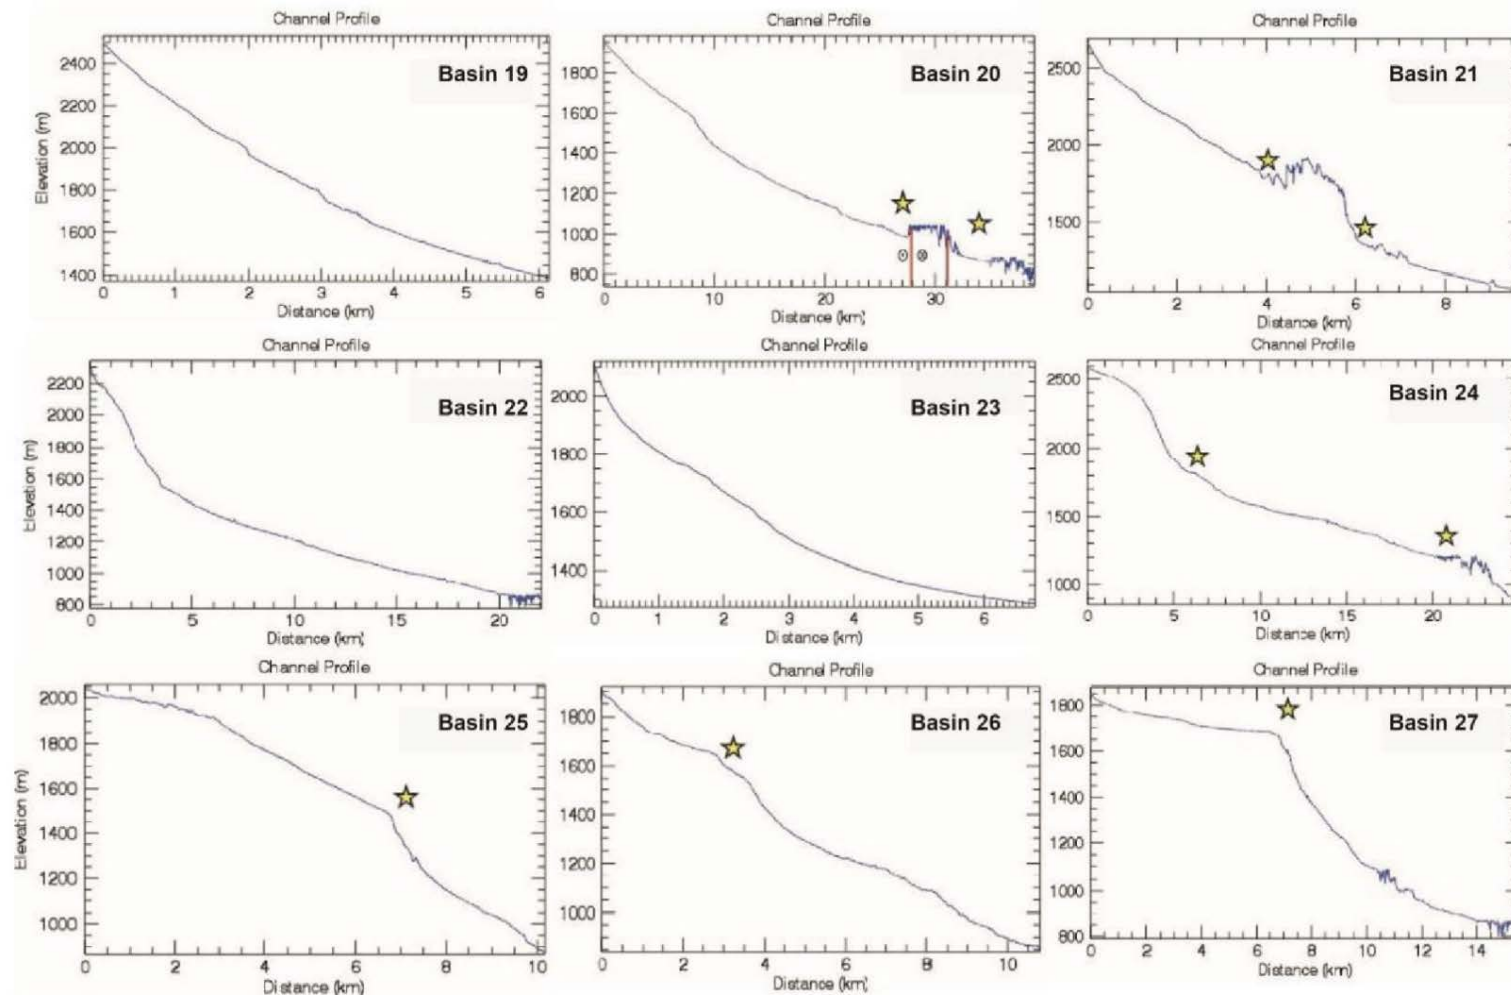 Channel Profile
Channel Profile
Channel Profile
Basin 19
Basin 20
Basin 21
Elevation (m)
2400
2200
2000
1800
1600
1400
0 1 2 3 4 5 6
Distance (km)
1800
1600
1400
1200
1000
800
0 10 20 30
Distance (km)
2500
2000
1500
0 2 4 6 8
Distance (km)
Channel Profile
Channel Profile
Channel Profile
Basin 22
Basin 23
Basin 24
Elevation (m)
2200
2000
1800
1600
1400
1200
1000
800
0 5 10 15 20
Distance (km)
2000
1800
1600
1400
0 1 2 3 4 5 6
Distance (km)
2500
2000
1500
1000
0 5 10 15 20
Distance (km)
Channel Profile
Channel Profile
Channel Profile
Basin 25
Basin 26
Basin 27
Elevation (m)
2000
1800
1600
1400
1200
1000
0 2 4 6 8 10
Distance (km)
1800
1600
1400
1200
1000
0 2 4 6 8 10
Distance (km)
1800
1600
1400
1200
1000
800
0 2 4 6 8 10 12 14
Distance (km)